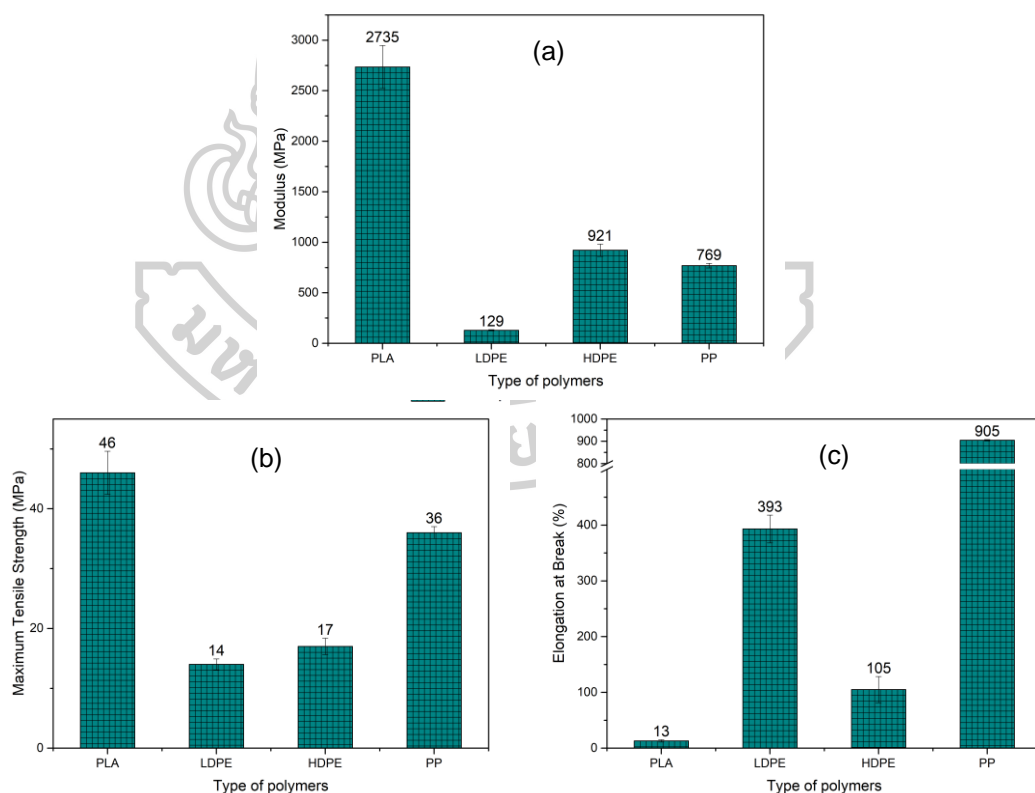 (a)
Modulus (MPa)
3000
2500
2000
1500
1000
500
0
2735
129
921
769
PLA LDPE HDPE PP
Type of polymers
(b)
Maximum Tensile Strength (MPa)
40
20
0
46
14
17
36
PLA LDPE HDPE PP
Type of polymers
(c)
Elongation at Break (%)
1000
900
800
400
300
200
100
0
13
393
105
905
PLA LDPE HDPE PP
Type of polymers